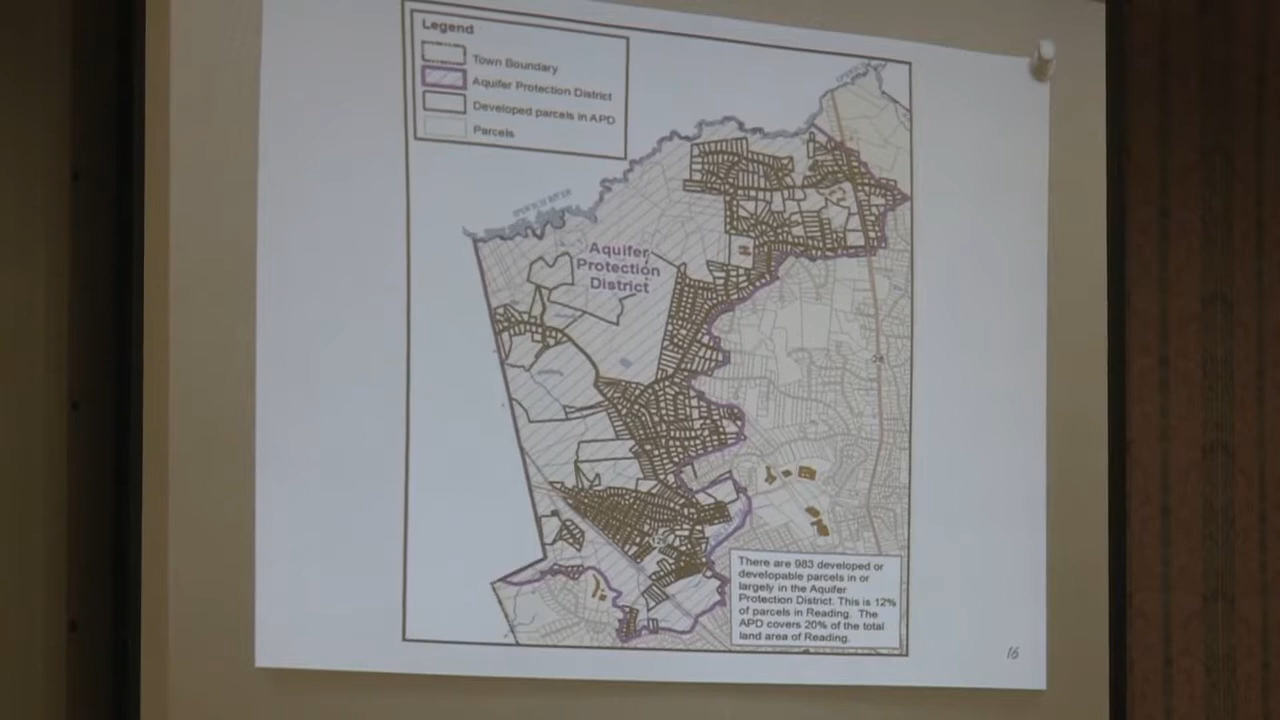 Legend
Town Boundary
Aquifer Protection District
Developed parcels in APD
Parcels
IPSWICH RIVER
Aquifer
Protection
District
There are 983 developed or
developable parcels in or
largely in the Aquifer
Protection District. This is 12%
of parcels in Reading. The
APD covers 20% of the total
land area of Reading.
16